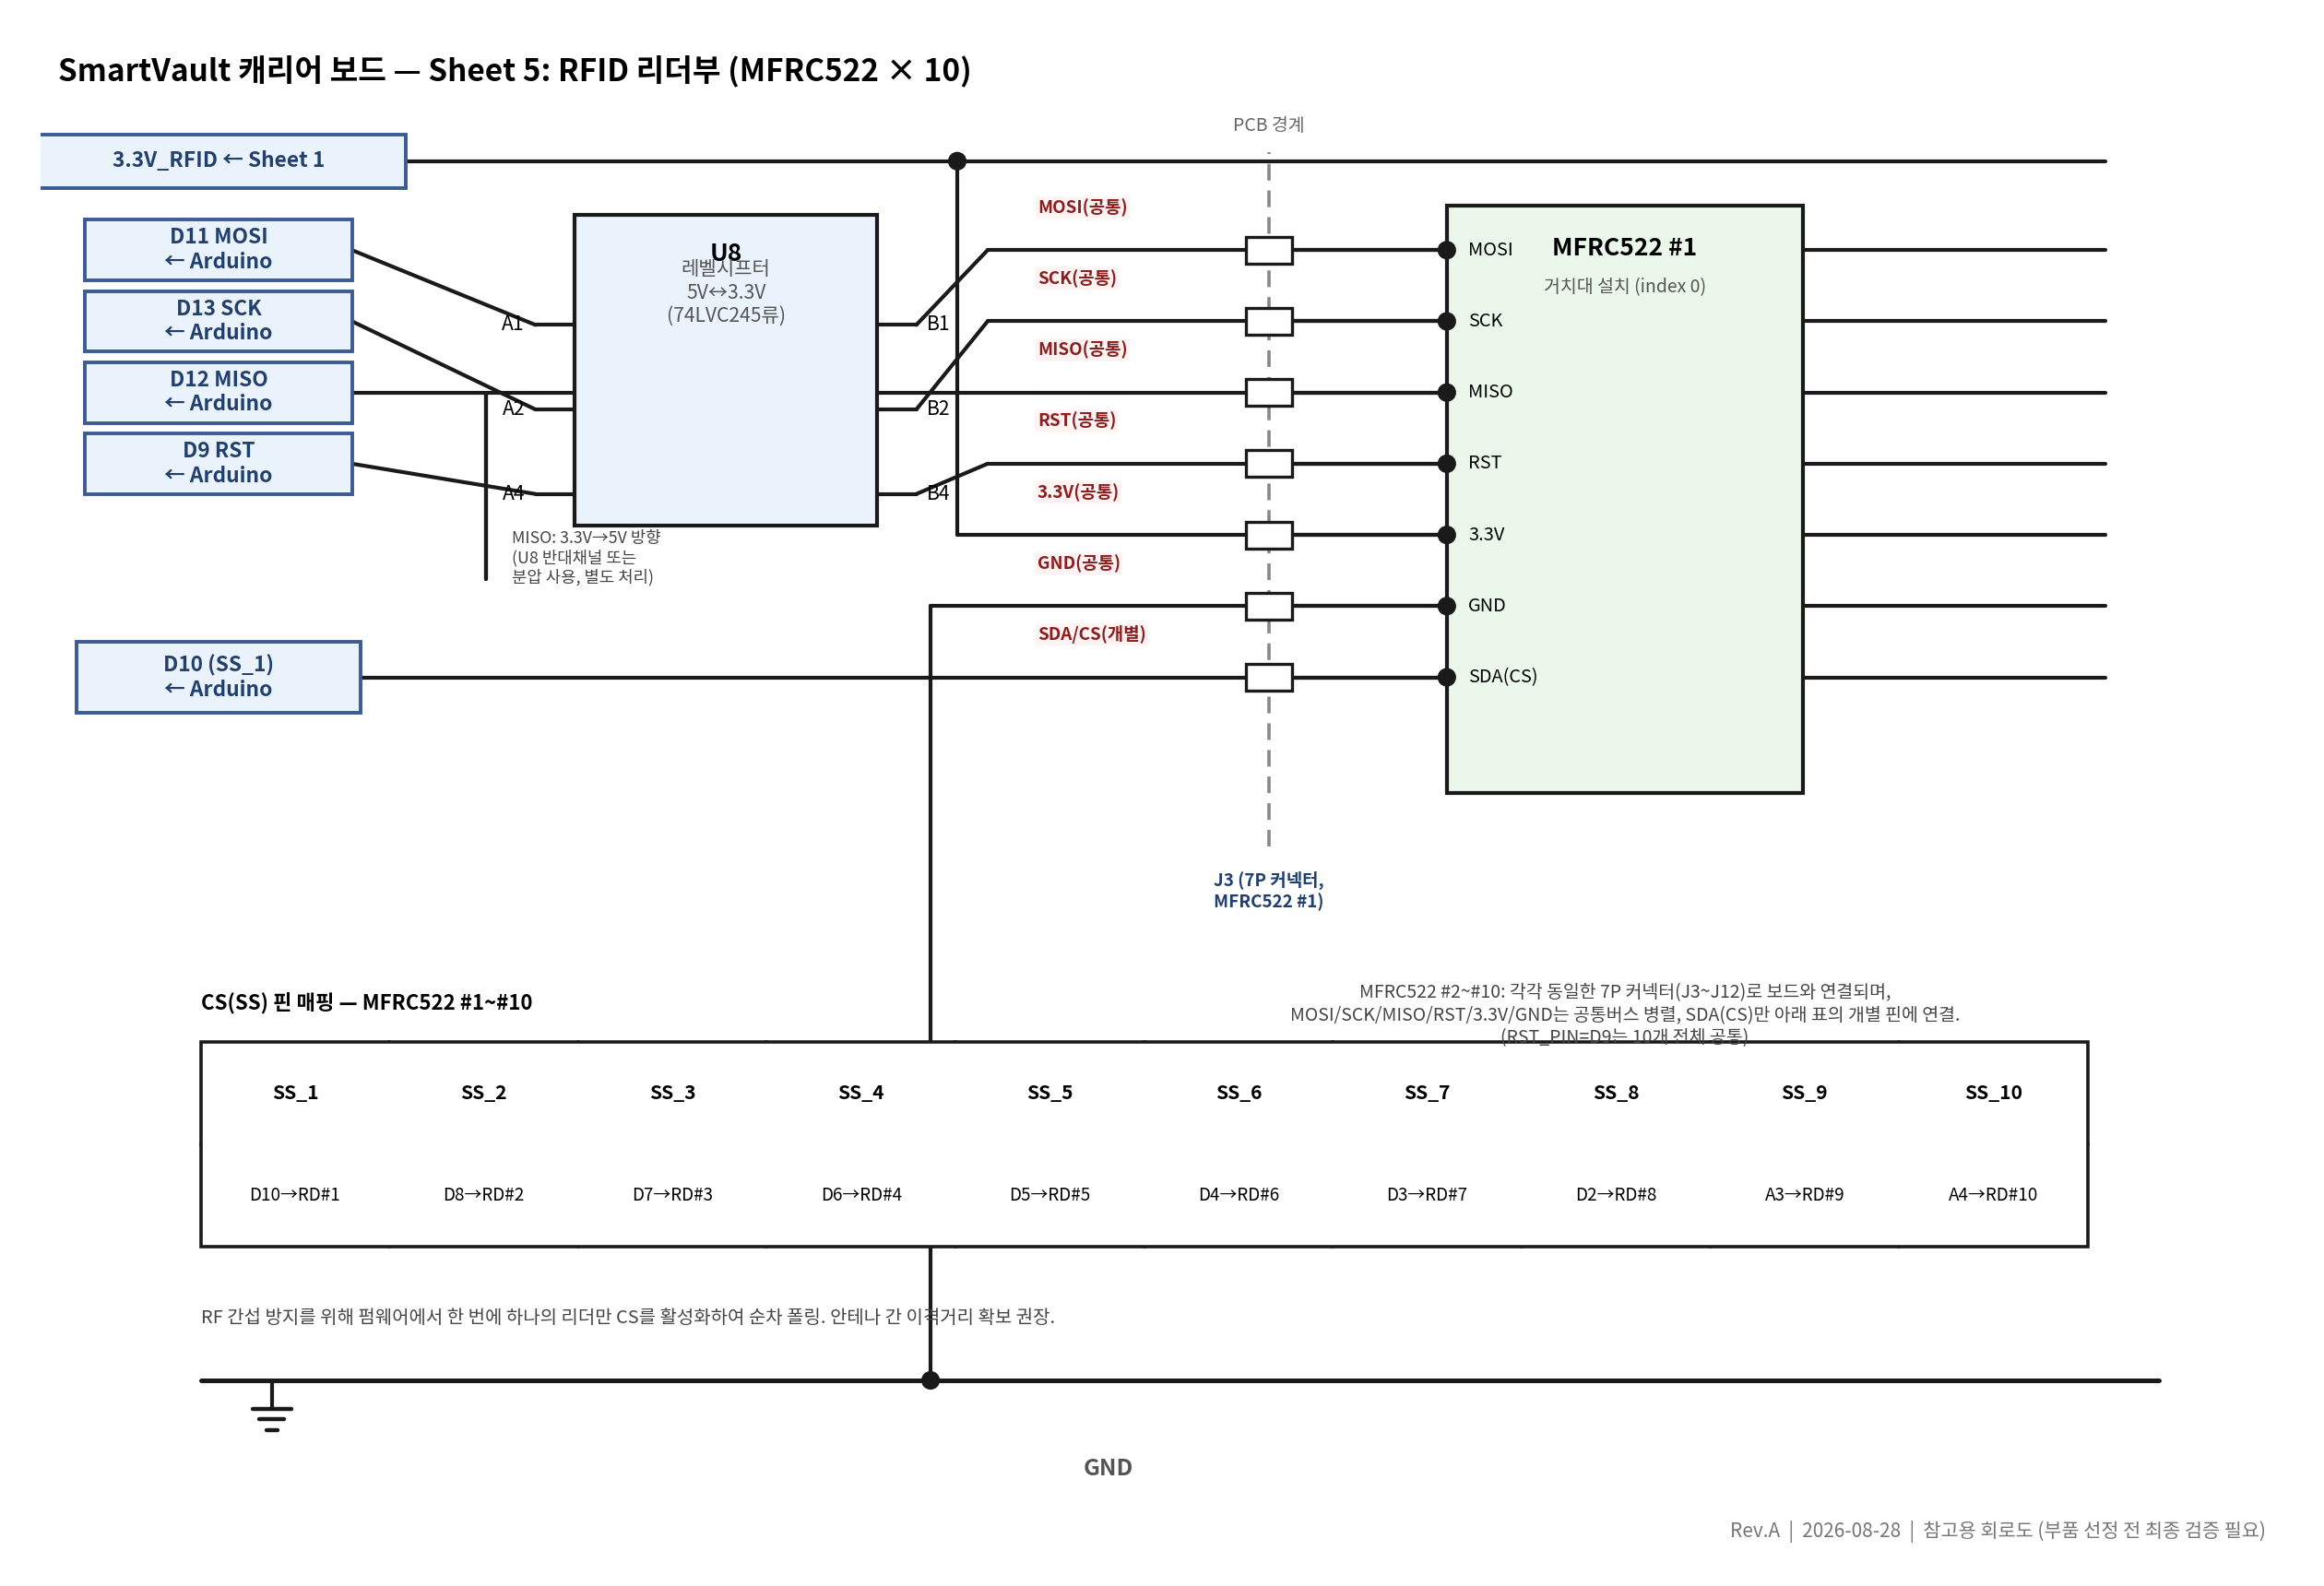 SmartVault 캐리어 보드 — Sheet 5: RFID 리더부 (MFRC522 × 10)
PCB 경계
3.3V_RFID ← Sheet 1
D11 MOSI
← Arduino
D13 SCK
← Arduino
D12 MISO
← Arduino
D9 RST
← Arduino
U8
레벨시프터
5V↔3.3V
(74LVC245류)
A1
A2
A4
B1
B2
B4
MISO: 3.3V→5V 방향
(U8 반대채널 또는
분압 사용, 별도 처리)
MOSI(공통)
SCK(공통)
MISO(공통)
RST(공통)
3.3V(공통)
GND(공통)
SDA/CS(개별)
MFRC522 #1
거치대 설치 (index 0)
MOSI
SCK
MISO
RST
3.3V
GND
SDA(CS)
D10 (SS_1)
← Arduino
J3 (7P 커넥터,
MFRC522 #1)
MFRC522 #2~#10: 각각 동일한 7P 커넥터(J3~J12)로 보드와 연결되며,
MOSI/SCK/MISO/RST/3.3V/GND는 공통버스 병렬, SDA(CS)만 아래 표의 개별 핀에 연결.
(RST_PIN=D9는 10개 전체 공통)
CS(SS) 핀 매핑 — MFRC522 #1~#10
SS_1 SS_2 SS_3 SS_4 SS_5 SS_6 SS_7 SS_8 SS_9 SS_10
D10→RD#1 D8→RD#2 D7→RD#3 D6→RD#4 D5→RD#5 D4→RD#6 D3→RD#7 D2→RD#8 A3→RD#9 A4→RD#10
RF 간섭 방지를 위해 펌웨어에서 한 번에 하나의 리더만 CS를 활성화하여 순차 폴링. 안테나 간 이격거리 확보 권장.
GND
Rev.A | 2026-08-28 | 참고용 회로도 (부품 선정 전 최종 검증 필요)